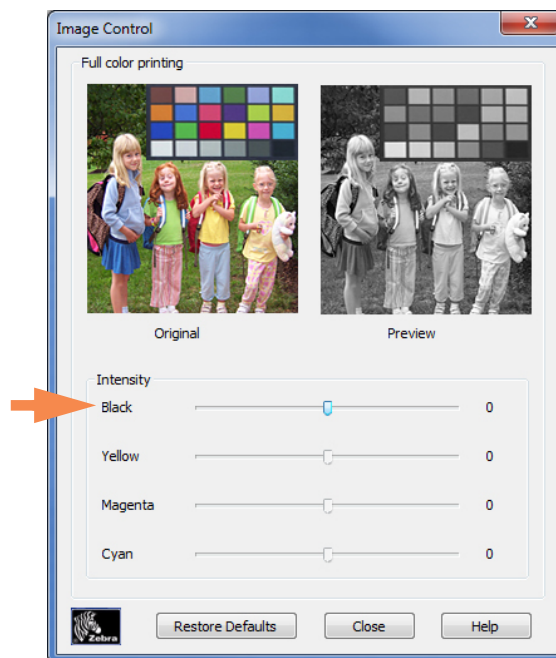 Image Control
Full color printing
Original Preview
Intensity
Black 0
Yellow 0
Magenta 0
Cyan 0
Zebra Restore Defaults Close Help